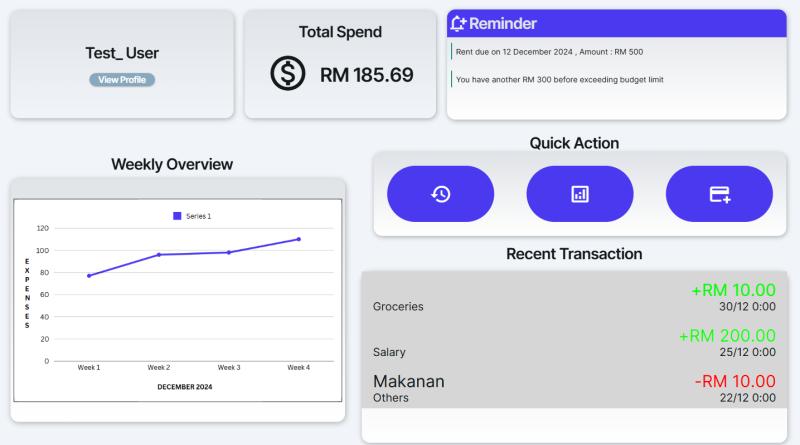 Test_ User
View Profile
Total Spend
RM 185.69
Reminder
Rent due on 12 December 2024 , Amount : RM 500
You have another RM 300 before exceeding budget limit
Weekly Overview
Series 1
120
100
80
60
40
20
0
EXPENSES
Week 1
Week 2
Week 3
Week 4
DECEMBER 2024
Quick Action
Recent Transaction
+RM 10.00
Groceries 30/12 0:00
+RM 200.00
Salary 25/12 0:00
Makanan -RM 10.00
Others 22/12 0:00